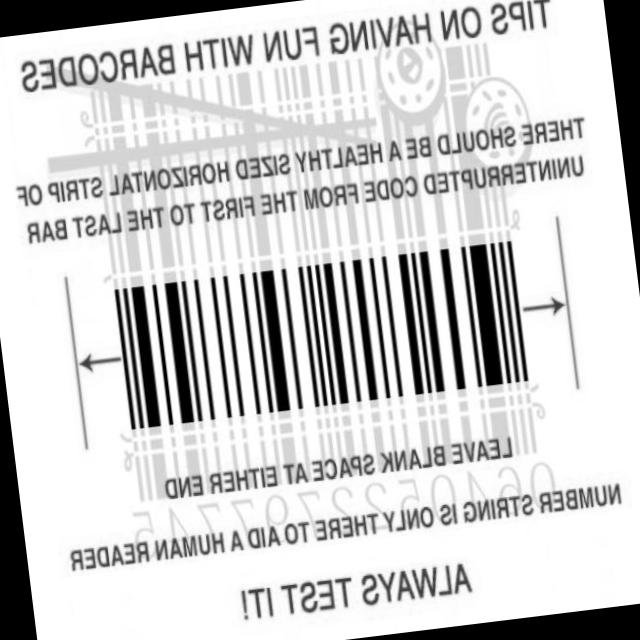 TIPS ON HAVING FUN WITH BARCODES
THERE SHOULD BE A HEALTHY SIZED HORIZONTAL STRIP OF
UNINTERRUPTED CODE FROM THE FIRST TO THE LAST BAR
LEAVE BLANK SPACE AT EITHER END
NUMBER STRING IS ONLY THERE TO AID A HUMAN READER
ALWAYS TEST IT!